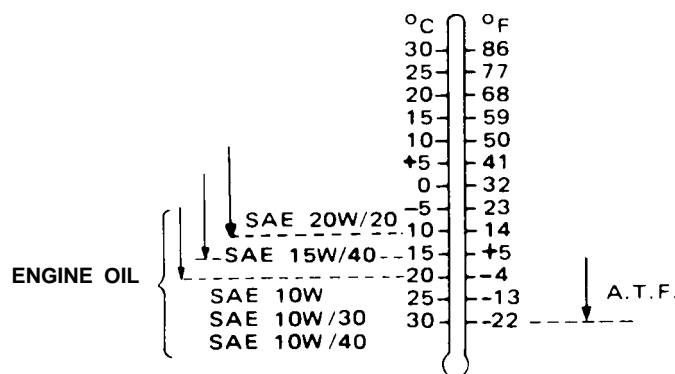 °C °F
30 86
25 77
20 68
15 59
10 50
+5 41
0 32
-5 23
SAE 20W/20
10 14
SAE 15W/40
15 +5
ENGINE OIL
20 -4
SAE 10W
25 -13
A.T.F.
SAE 10W/30
30 -22
SAE 10W/40